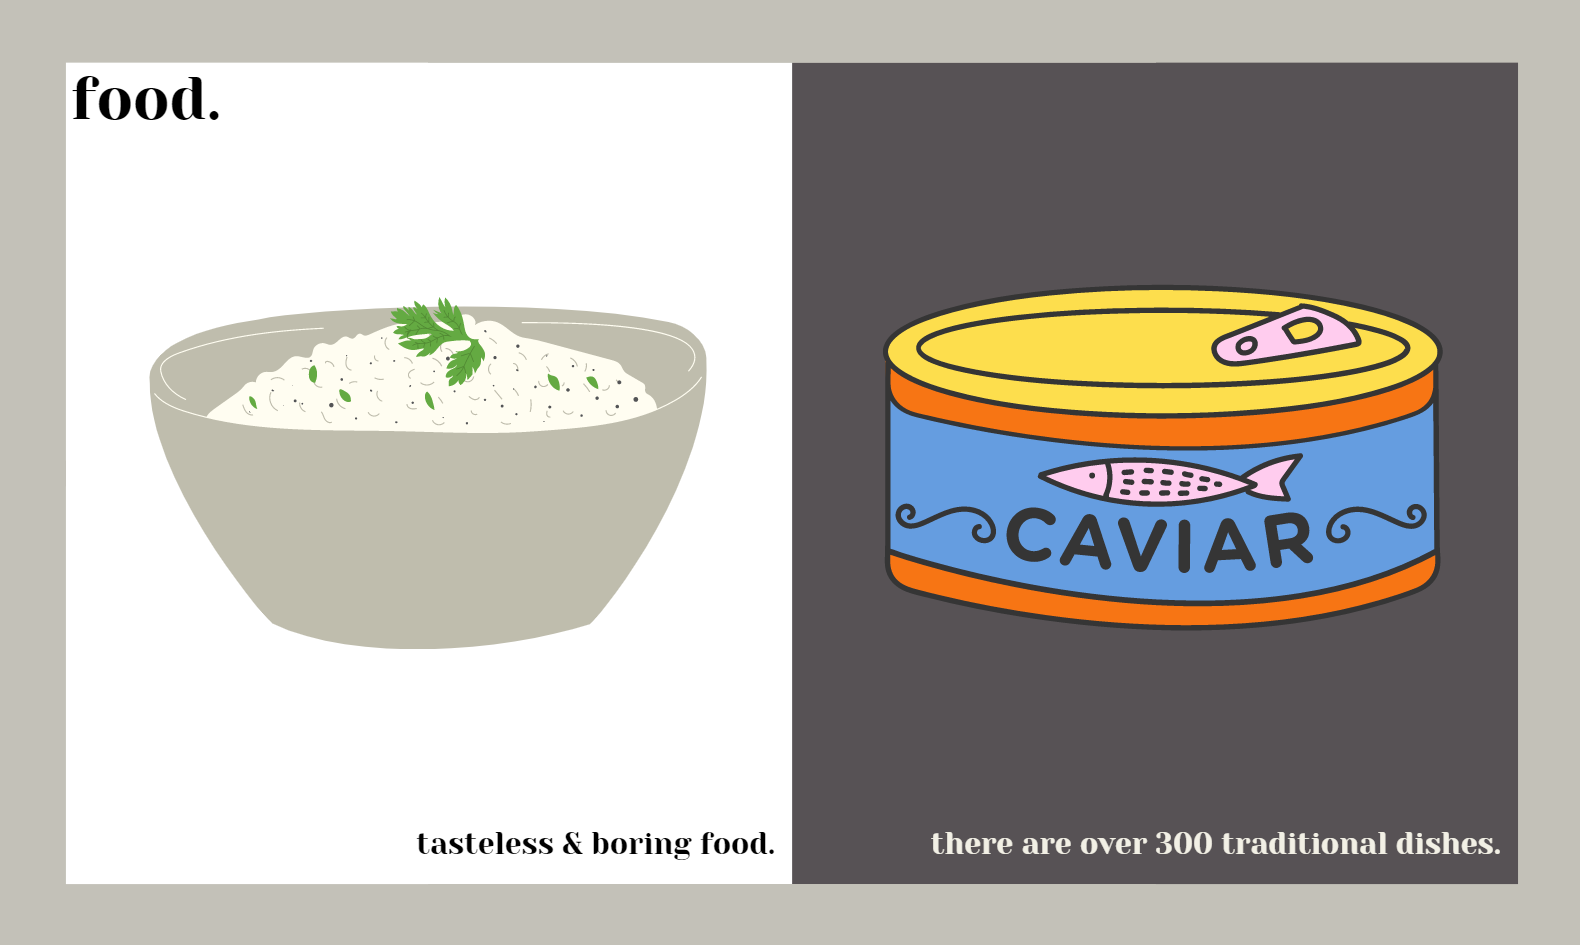 food.
tasteless & boring food.
CAVIAR
there are over 300 traditional dishes.